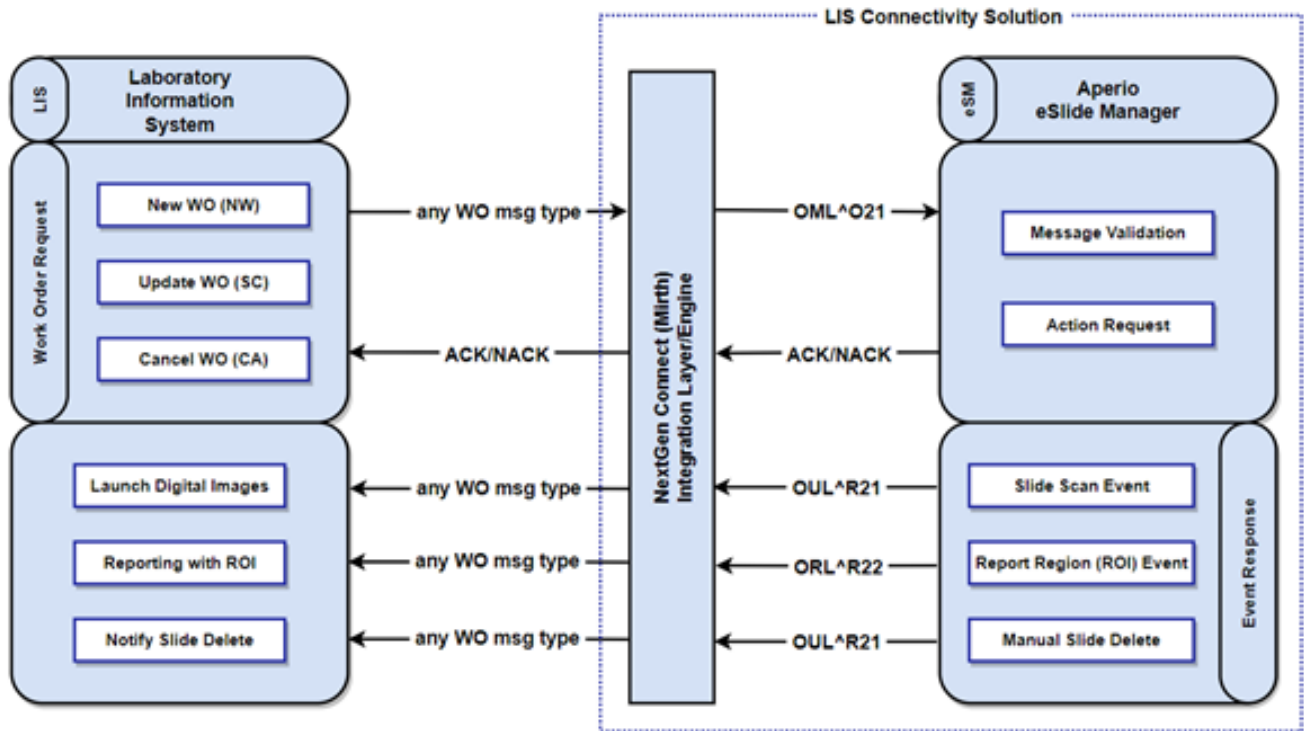 LIS Connectivity Solution
LIS
Laboratory
Information
System
eSM
Aperio
eSlide Manager
Work Order Request
New WO (NW)
Update WO (SC)
Cancel WO (CA)
any WO msg type
ACK/NACK
NextGen Connect (Mirth)
Integration Layer/Engine
OML^O21
ACK/NACK
Message Validation
Action Request
Launch Digital Images
Reporting with ROI
Notify Slide Delete
any WO msg type
any WO msg type
any WO msg type
OUL^R21
ORL^R22
OUL^R21
Slide Scan Event
Report Region (ROI) Event
Manual Slide Delete
Event Response